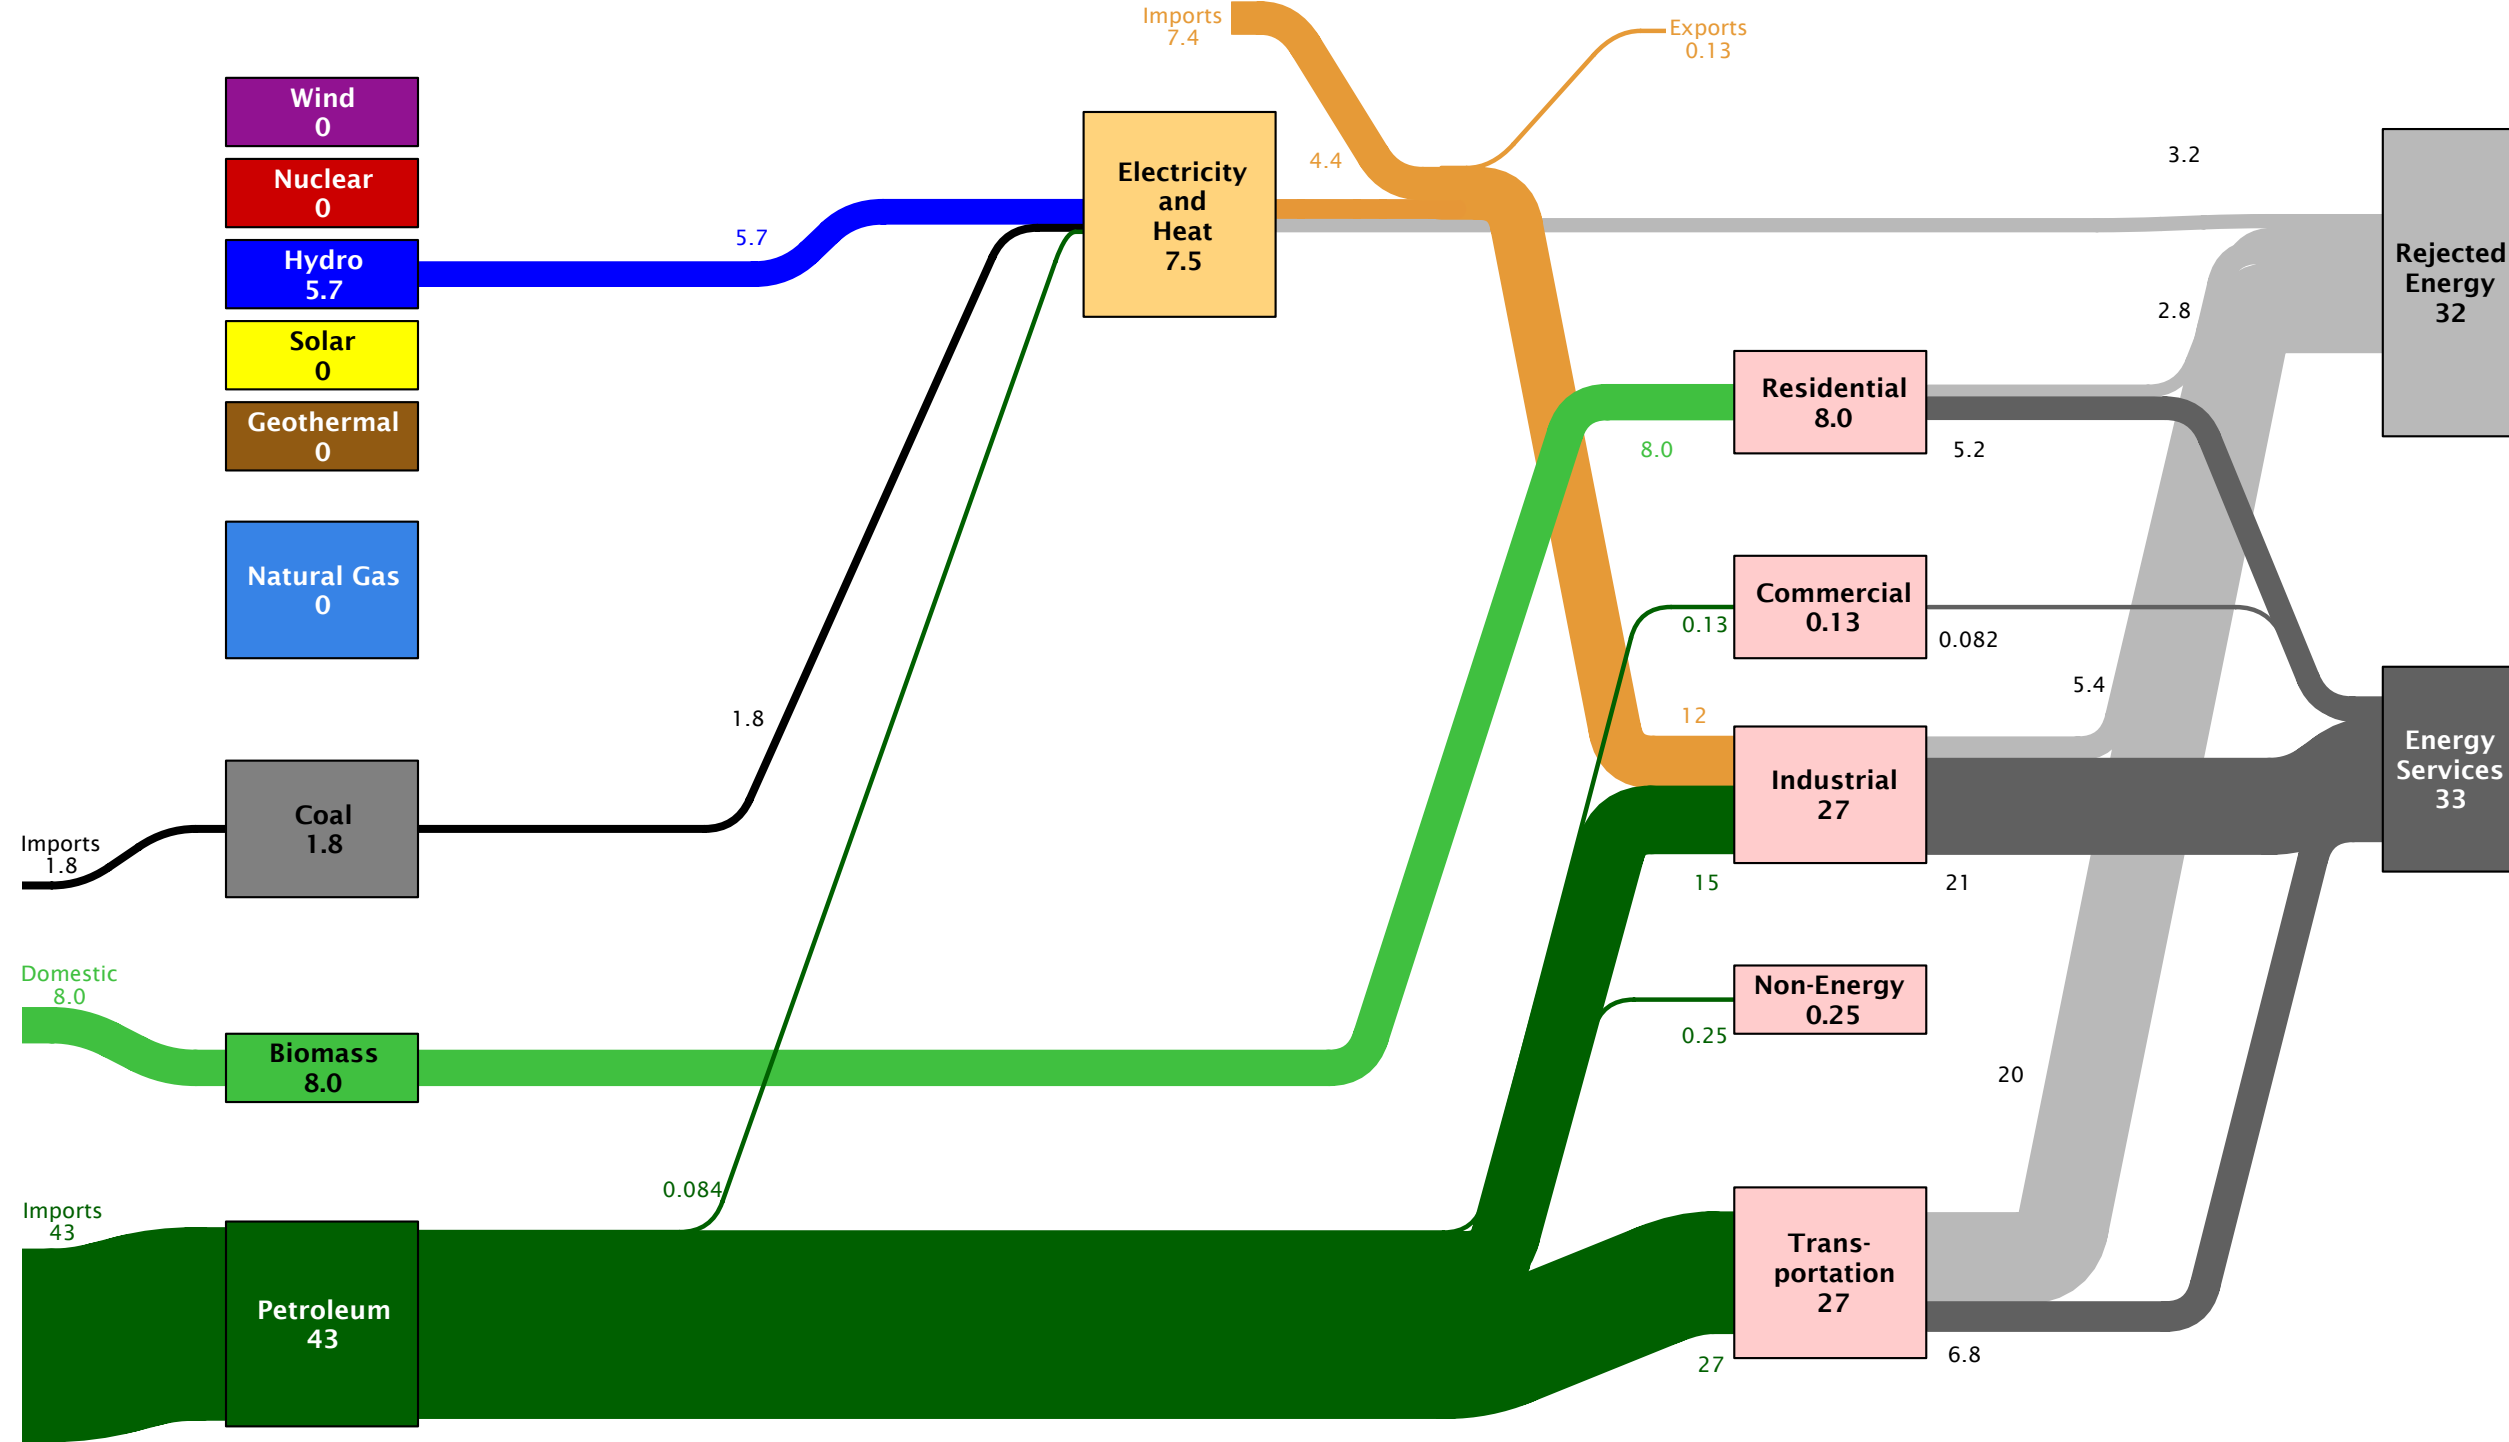 Imports
7.4
Exports
0.13
Wind
0
Nuclear
0
Hydro
5.7
Solar
0
Geothermal
0
Natural Gas
0
Coal
1.8
Imports
1.8
Domestic
8.0
Biomass
8.0
Imports
43
Petroleum
43
5.7
1.8
0.084
Electricity
and
Heat
7.5
4.4
8.0
0.13
12
15
0.25
27
Residential
8.0
Commercial
0.13
Industrial
27
Non-Energy
0.25
Trans-
portation
27
3.2
2.8
5.2
0.082
5.4
21
20
6.8
Rejected
Energy
32
Energy
Services
33